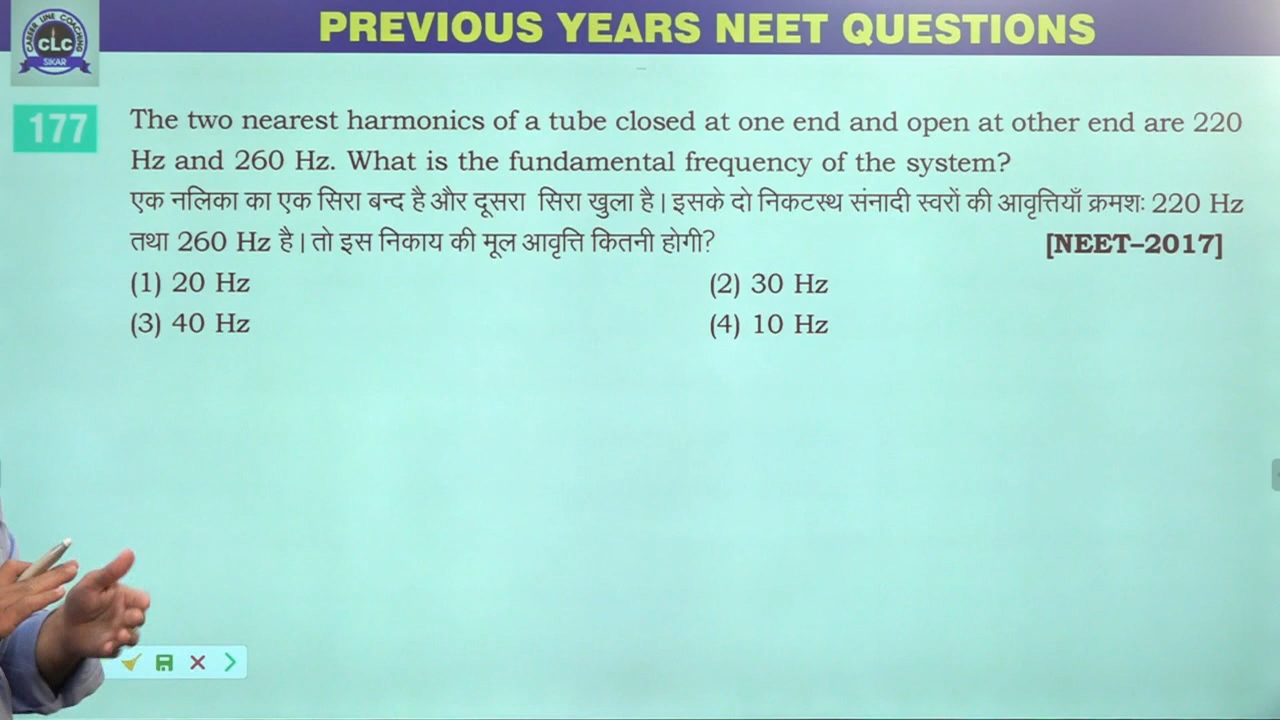 PREVIOUS YEARS NEET QUESTIONS
CAREER LINE COACHING
CLC
SIKAR
177
The two nearest harmonics of a tube closed at one end and open at other end are 220
Hz and 260 Hz. What is the fundamental frequency of the system?
एक नलिका का एक सिरा बन्द है और दूसरा सिरा खुला है। इसके दो निकटस्थ संनादी स्वरों की आवृत्तियाँ क्रमशः 220 Hz
तथा 260 Hz है। तो इस निकाय की मूल आवृत्ति कितनी होगी? [NEET–2017]
(1) 20 Hz (2) 30 Hz
(3) 40 Hz (4) 10 Hz